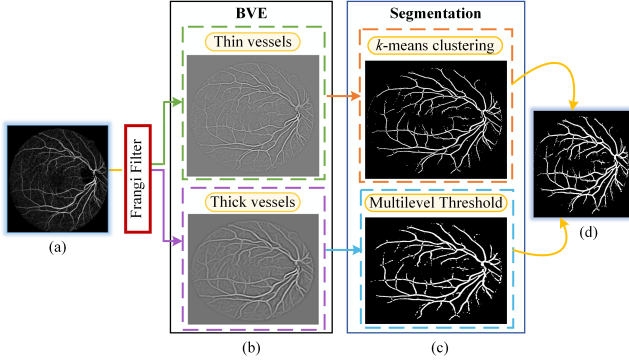 BVE
Segmentation
Thin vessels
k-means clustering
Frangi Filter
Thick vessels
Multilevel Threshold
(a)
(d)
(b)
(c)